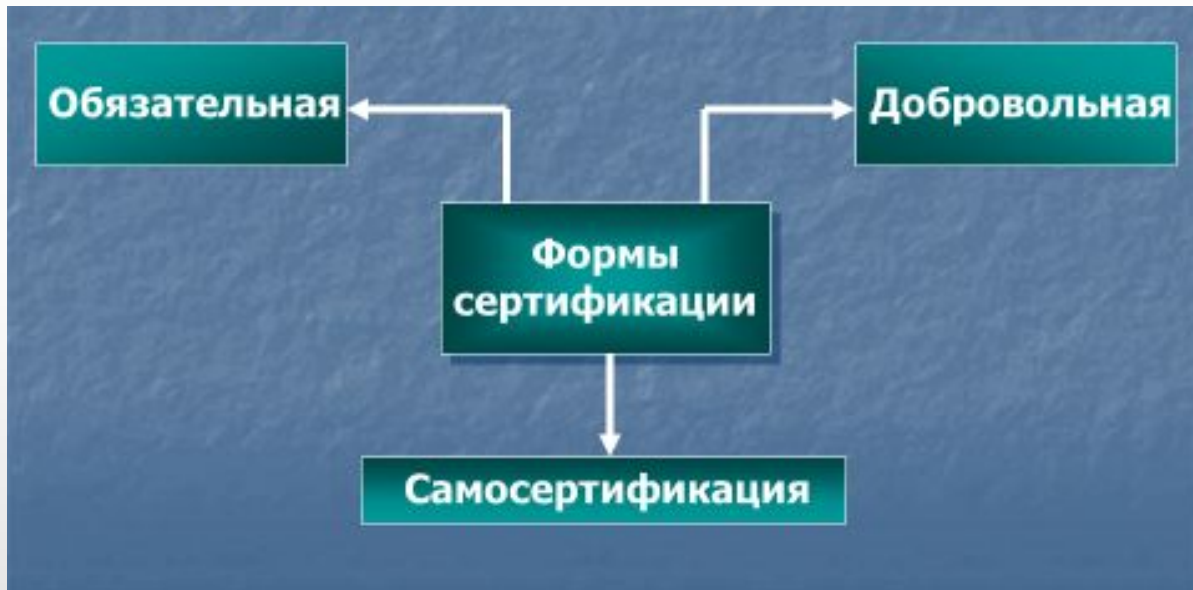 Обязательная
Добровольная
Формы
сертификации
Самосертификация